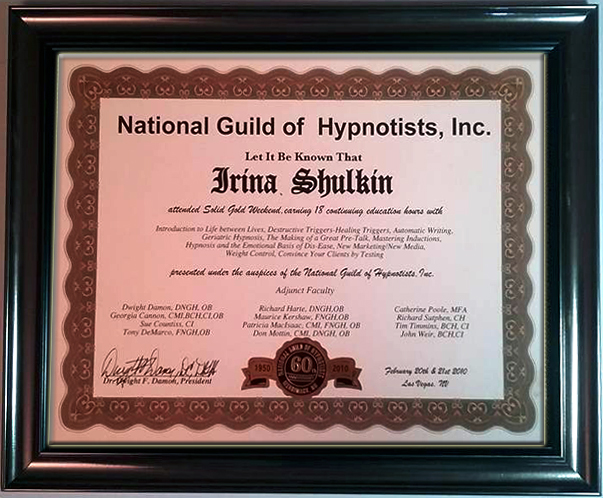 National Guild of Hypnotists, Inc.
Let It Be Known That
Irina Shulkin
attended Solid Gold Weekend, earning 18 continuing education hours with
Introduction to Life between Lives, Destructive Triggers-Healing Triggers, Automatic Writing,
Geriatric Hypnosis, The Making of a Great Pre-Talk, Mastering Inductions,
Hypnosis and the Emotional Basis of Dis-Ease, New Marketing/New Media,
Weight Control, Convince Your Clients by Testing
presented under the auspices of the National Guild of Hypnotists, Inc.
Adjunct Faculty
Dwight Damon, DNGH, OB
Georgia Cannon, CMI,BCH,CI,OB
Sue Countiss, CI
Tony DeMarco, FNGH,OB
Richard Harte, DNGH,OB
Maurice Kershaw, FNGH,OB
Patricia MacIsaac, CMI, FNGH, OB
Don Mottin, CMI, DNGH, OB
Catherine Poole, MFA
Richard Sutphen, CH
Tim Timmins, BCH, CI
John Weir, BCH,CI
Dr. Dwight F. Damon, President
1950 60 2010
February 20th & 21st 2010
Las Vegas, NV